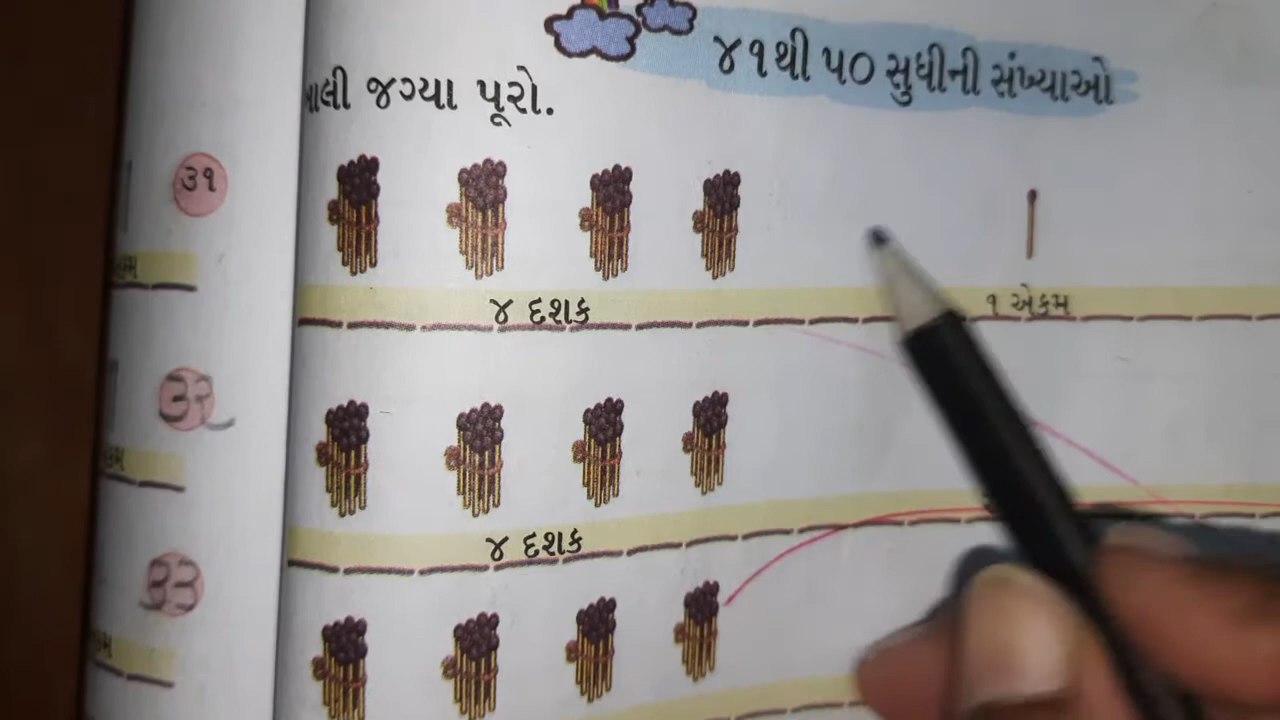 ૪૧થી ૫૦ સુધીની સંખ્યાઓ
ખાલી જગ્યા પૂરો.
૩૧
૪ દશક
૧ એકમ
૩૨
૪ દશક
૩૩